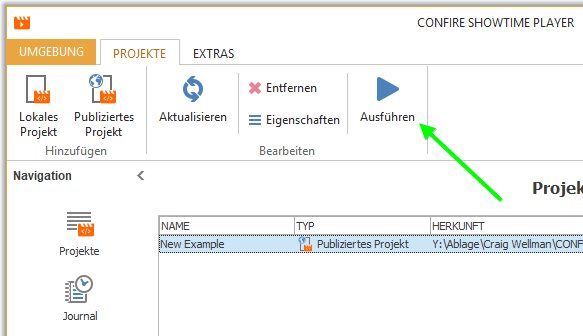 CONFIRE SHOWTIME PLAYER
UMGEBUNG PROJEKTE EXTRAS
Lokales Projekt
Publiziertes Projekt
Aktualisieren
Entfernen
Eigenschaften
Ausführen
Hinzufügen
Bearbeiten
Navigation <
Projekte
Journal
Projek
NAME TYP HERKUNFT
New Example Publiziertes Projekt Y:\Ablage\Craig Wellman\CONF